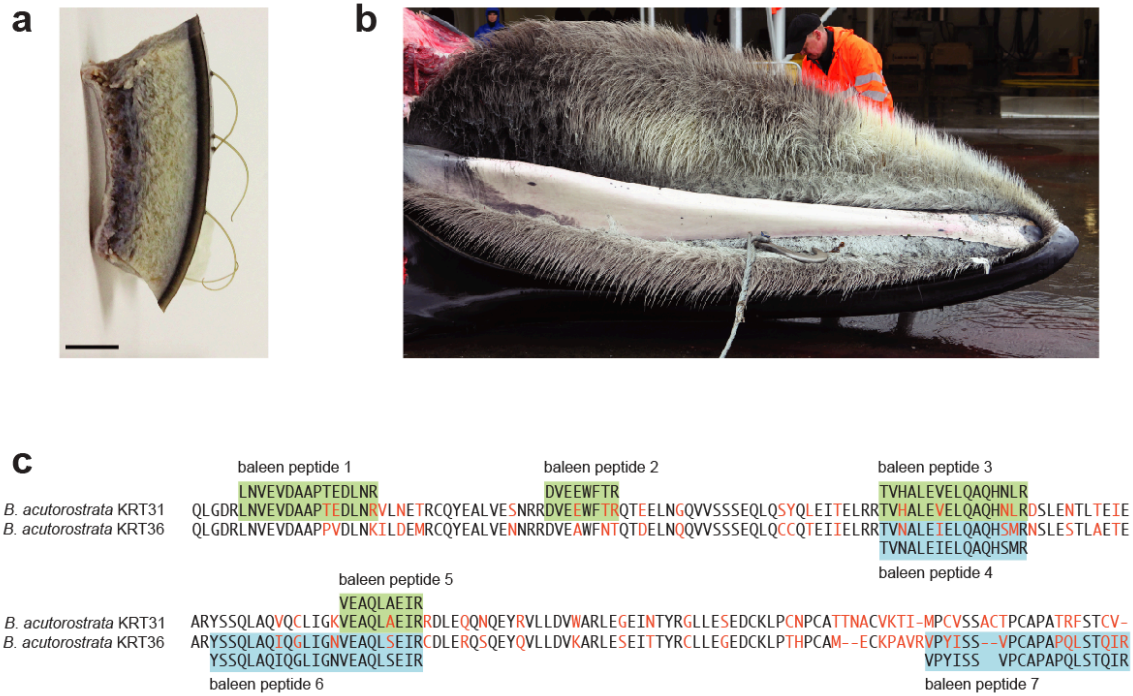 a
b
c
baleen peptide 1
baleen peptide 2
baleen peptide 3
LNVEVDAAPTEDLNR
DVEEWFTR
TVHALEVELQAQHNLR
B. acutorostrata KRT31 QLGDRLNVEVDAAPTEDLNRVLNETRCQYEALVESNRRDVEEWFTRQTEELNGQVVSSSEQLQSYQLEITELRRTVHALEVELQAQHNLRDSLENTLTEIE
B. acutorostrata KRT36 QLGDRLNVEVDAAPPVDLNKILDEMRCQYEALVENNRRDVEAWFNTQTDELNQQVVSSSEQLQCCQTEIIELRRTVNALEIELQAQHSMRNSLESTLAETE
TVNALEIELQAQHSMR
baleen peptide 4
baleen peptide 5
VEAQLAEIR
B. acutorostrata KRT31 ARYSSQLAQVQCLIGKVEAQLAEIRRDLEQQNQEYRVLLDVWARLEGEINTYRGLLESEDCKLPCNPCATTNACVKTI-MPCVSSACTPCAPATRFSTCV-
B. acutorostrata KRT36 ARYSSQLAQIQGLIGNVEAQLSEIRCDLERQSQEYQVLLDVKARLESEITTYRCLLEGEDCKLPTHPCAM--ECKPAVRVPYISS--VPCAPAPQLSTQIR
YSSQLAQIQGLIGNVEAQLSEIR
VPYISS VPCAPAPQLSTQIR
baleen peptide 6
baleen peptide 7